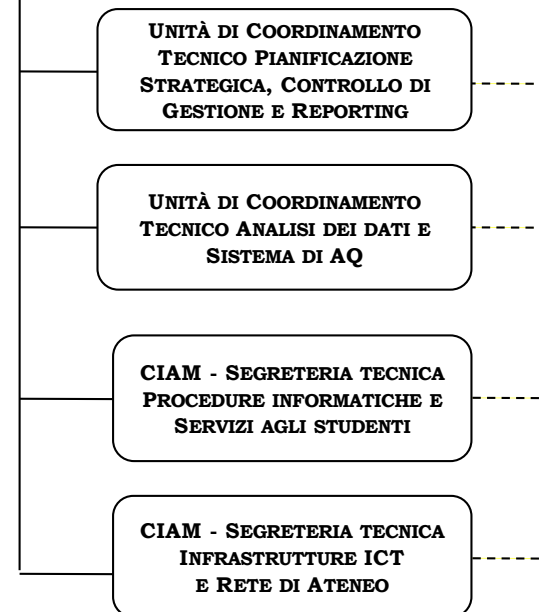 UNITÀ DI COORDINAMENTO
TECNICO PIANIFICAZIONE
STRATEGICA, CONTROLLO DI
GESTIONE E REPORTING
UNITÀ DI COORDINAMENTO
TECNICO ANALISI DEI DATI E
SISTEMA DI AQ
CIAM - SEGRETERIA TECNICA
PROCEDURE INFORMATICHE E
SERVIZI AGLI STUDENTI
CIAM - SEGRETERIA TECNICA
INFRASTRUTTURE ICT
E RETE DI ATENEO